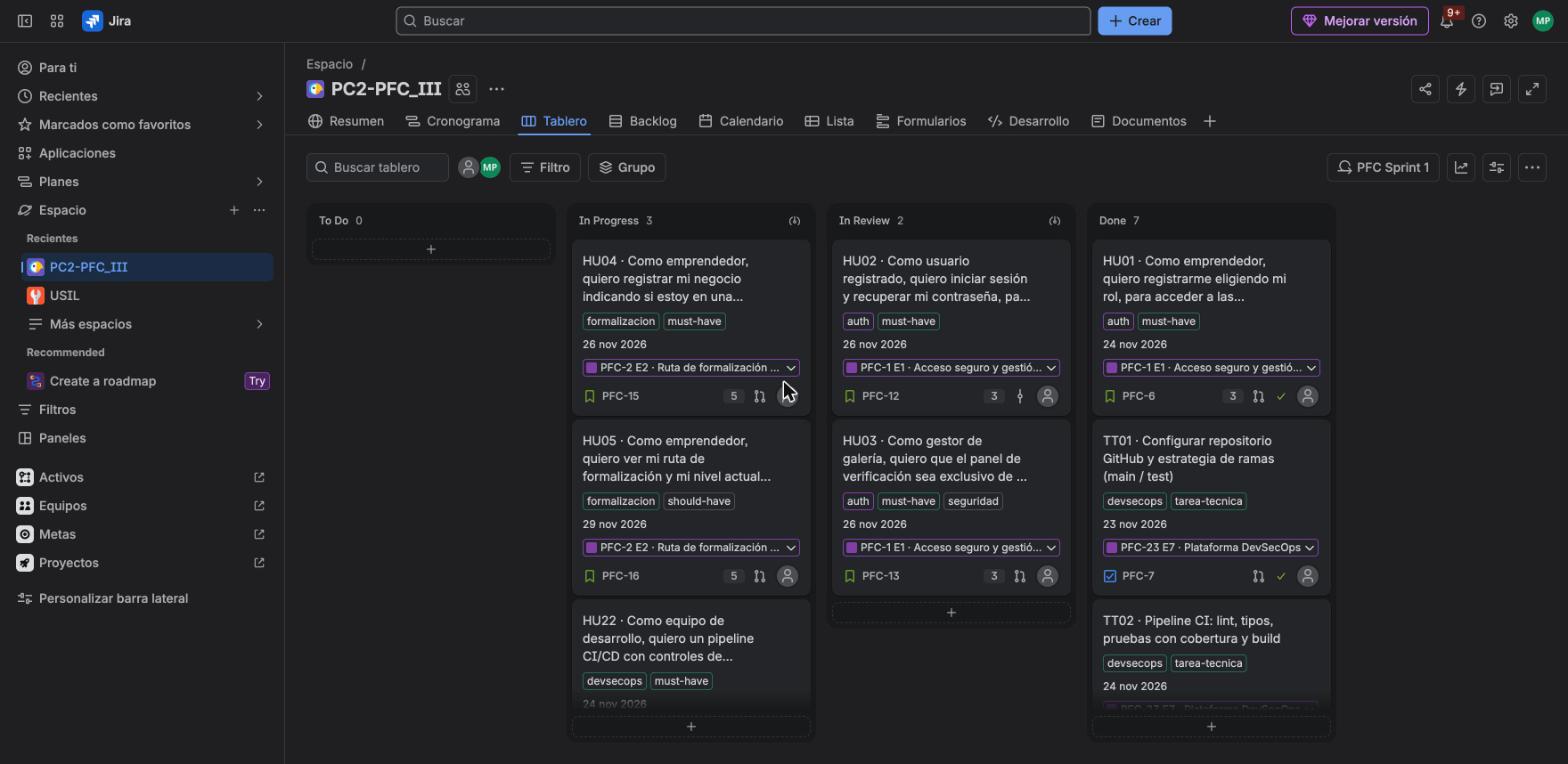 Jira
Buscar
Crear
Mejorar versión
9+
MP
Para ti
Recientes
Marcados como favoritos
Aplicaciones
Planes
Espacio
Recientes
PC2-PFC_III
USIL
Más espacios
Recommended
Create a roadmap
Try
Filtros
Paneles
Activos
Equipos
Metas
Proyectos
Personalizar barra lateral
Espacio /
PC2-PFC_III
Resumen
Cronograma
Tablero
Backlog
Calendario
Lista
Formularios
Desarrollo
Documentos
Buscar tablero
MP
Filtro
Grupo
PFC Sprint 1
To Do 0
In Progress 3
HU04 · Como emprendedor,
quiero registrar mi negocio
indicando si estoy en una...
formalizacion must-have
26 nov 2026
PFC-2 E2 · Ruta de formalización ...
PFC-15 5
HU05 · Como emprendedor,
quiero ver mi ruta de
formalización y mi nivel actual...
formalizacion should-have
29 nov 2026
PFC-2 E2 · Ruta de formalización ...
PFC-16 5
HU22 · Como equipo de
desarrollo, quiero un pipeline
CI/CD con controles de...
devsecops must-have
24 nov 2026
In Review 2
HU02 · Como usuario
registrado, quiero iniciar sesión
y recuperar mi contraseña, pa...
auth must-have
26 nov 2026
PFC-1 E1 · Acceso seguro y gestió...
PFC-12 3
HU03 · Como gestor de
galería, quiero que el panel de
verificación sea exclusivo de ...
auth must-have seguridad
26 nov 2026
PFC-1 E1 · Acceso seguro y gestió...
PFC-13 3
Done 7
HU01 · Como emprendedor,
quiero registrarme eligiendo mi
rol, para acceder a las...
auth must-have
24 nov 2026
PFC-1 E1 · Acceso seguro y gestió...
PFC-6 3
TT01 · Configurar repositorio
GitHub y estrategia de ramas
(main / test)
devsecops tarea-tecnica
23 nov 2026
PFC-23 E7 · Plataforma DevSecOps
PFC-7
TT02 · Pipeline CI: lint, tipos,
pruebas con cobertura y build
devsecops tarea-tecnica
24 nov 2026
PFC-23 E7 · Plataforma DevSecOps